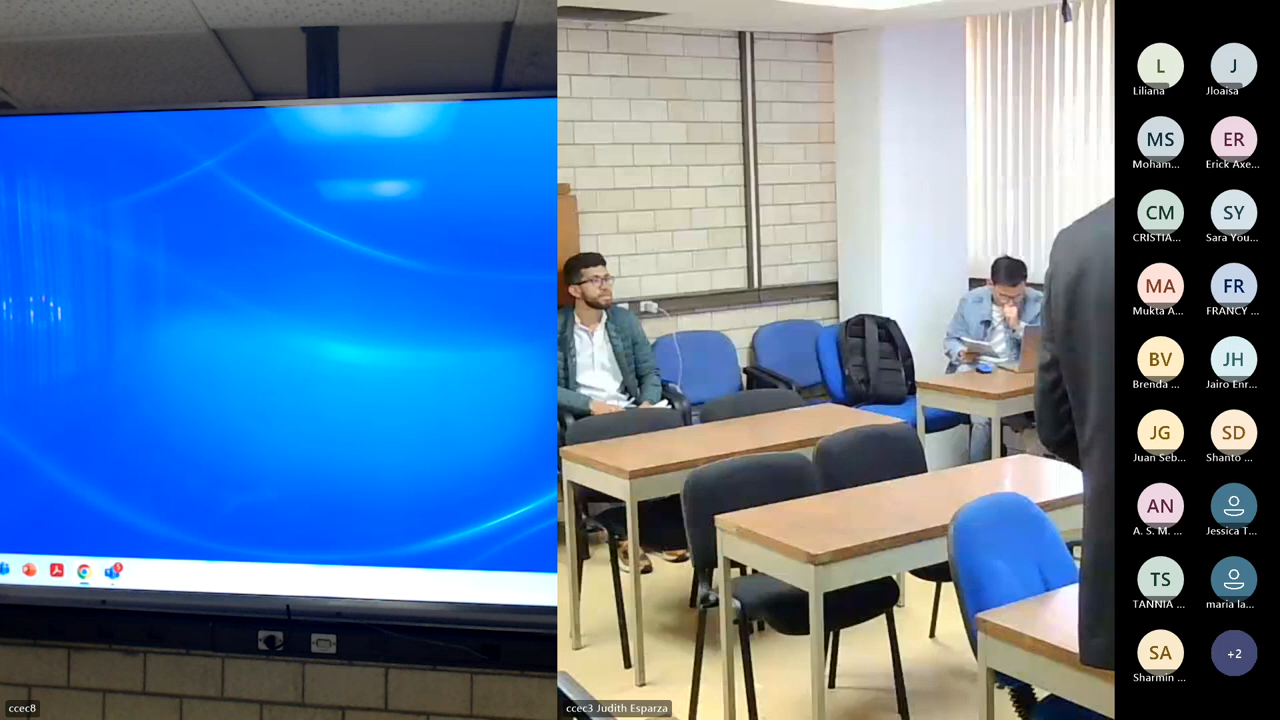 L
J
Liliana
Jloaisa
MS
ER
Moham...
Erick Axe...
CM
SY
CRISTIA...
Sara You...
MA
FR
Mukta A...
FRANCY ...
BV
JH
Brenda ...
Jairo Enr...
JG
SD
Juan Seb...
Shanto ...
AN
A. S. M. ...
Jessica T...
TS
TANNIA ...
maria la...
SA
+2
Sharmin ...
ccec8
ccec3 Judith Esparza